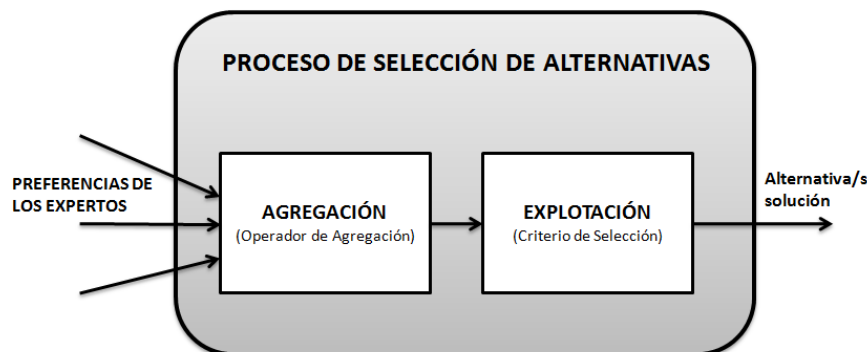 PROCESO DE SELECCIÓN DE ALTERNATIVAS
PREFERENCIAS DE
LOS EXPERTOS
AGREGACIÓN
(Operador de Agregación)
EXPLOTACIÓN
(Criterio de Selección)
Alternativa/s
solución